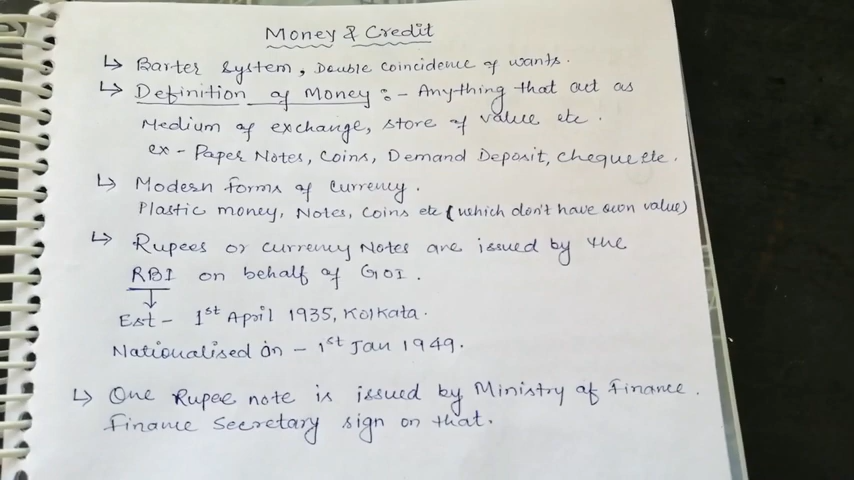 Money & Credit
↳ Barter System, Double coincidence of wants.
↳ Definition of Money :- Anything that act as
Medium of exchange, store of value etc.
ex - Paper Notes, Coins, Demand Deposit, cheque etc.
↳ Modern forms of currency.
Plastic money, Notes, Coins etc (which don't have own value)
↳ Rupees or currency Notes are issued by the
RBI on behalf of GOI.
↓
Est - 1st April 1935, Kolkata.
Nationalised on - 1st Jan 1949.
↳ One Rupee note is issued by Ministry of Finance.
Finance Secretary sign on that.